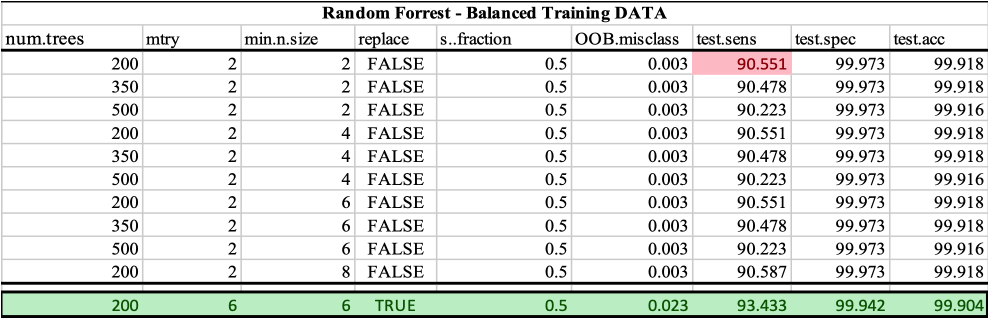 Random Forrest - Balanced Training DATA
num.trees mtry min.n.size replace s..fraction OOB.misclass test.sens test.spec test.acc
200 2 2 FALSE 0.5 0.003 90.551 99.973 99.918
350 2 2 FALSE 0.5 0.003 90.478 99.973 99.918
500 2 2 FALSE 0.5 0.003 90.223 99.973 99.916
200 2 4 FALSE 0.5 0.003 90.551 99.973 99.918
350 2 4 FALSE 0.5 0.003 90.478 99.973 99.918
500 2 4 FALSE 0.5 0.003 90.223 99.973 99.916
200 2 6 FALSE 0.5 0.003 90.551 99.973 99.918
350 2 6 FALSE 0.5 0.003 90.478 99.973 99.918
500 2 6 FALSE 0.5 0.003 90.223 99.973 99.916
200 2 8 FALSE 0.5 0.003 90.587 99.973 99.918
200 6 6 TRUE 0.5 0.023 93.433 99.942 99.904